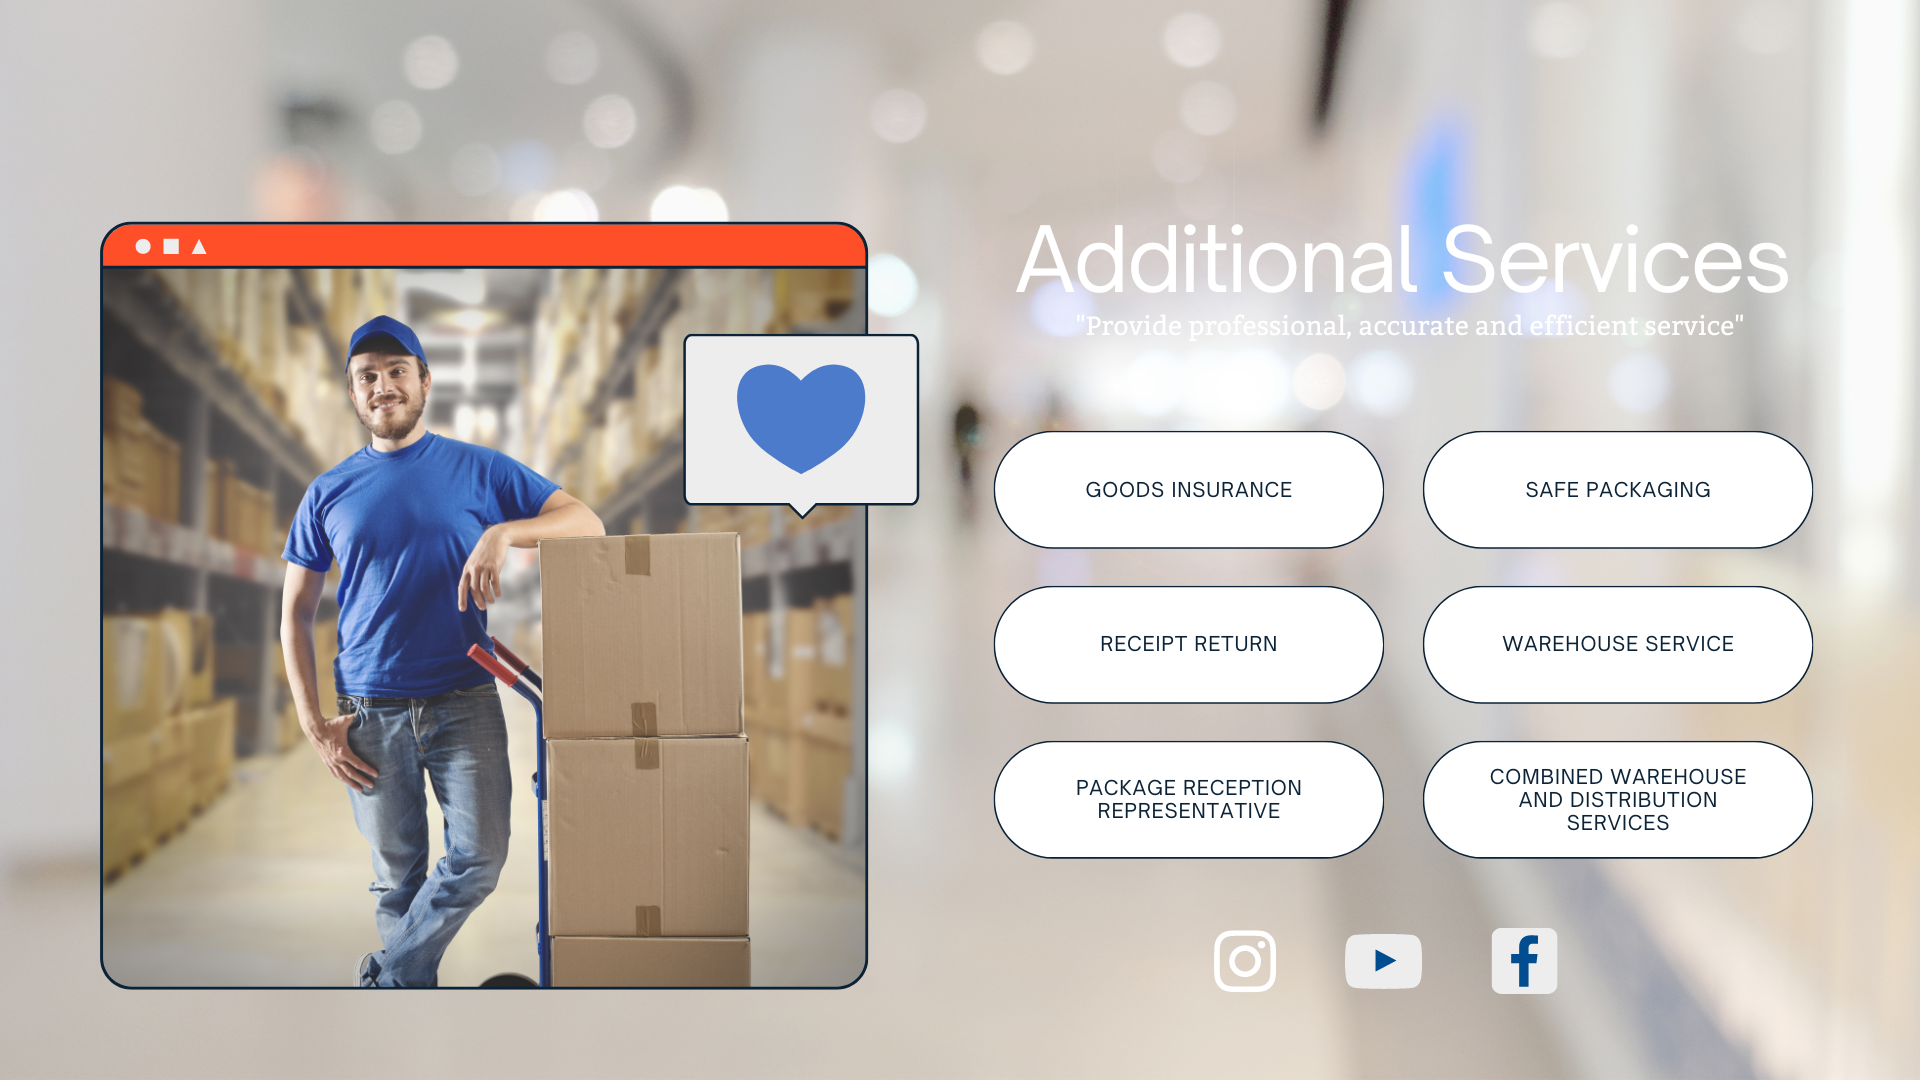 Additional Services
"Provide professional, accurate and efficient service"
GOODS INSURANCE
SAFE PACKAGING
RECEIPT RETURN
WAREHOUSE SERVICE
PACKAGE RECEPTION
REPRESENTATIVE
COMBINED WAREHOUSE
AND DISTRIBUTION
SERVICES